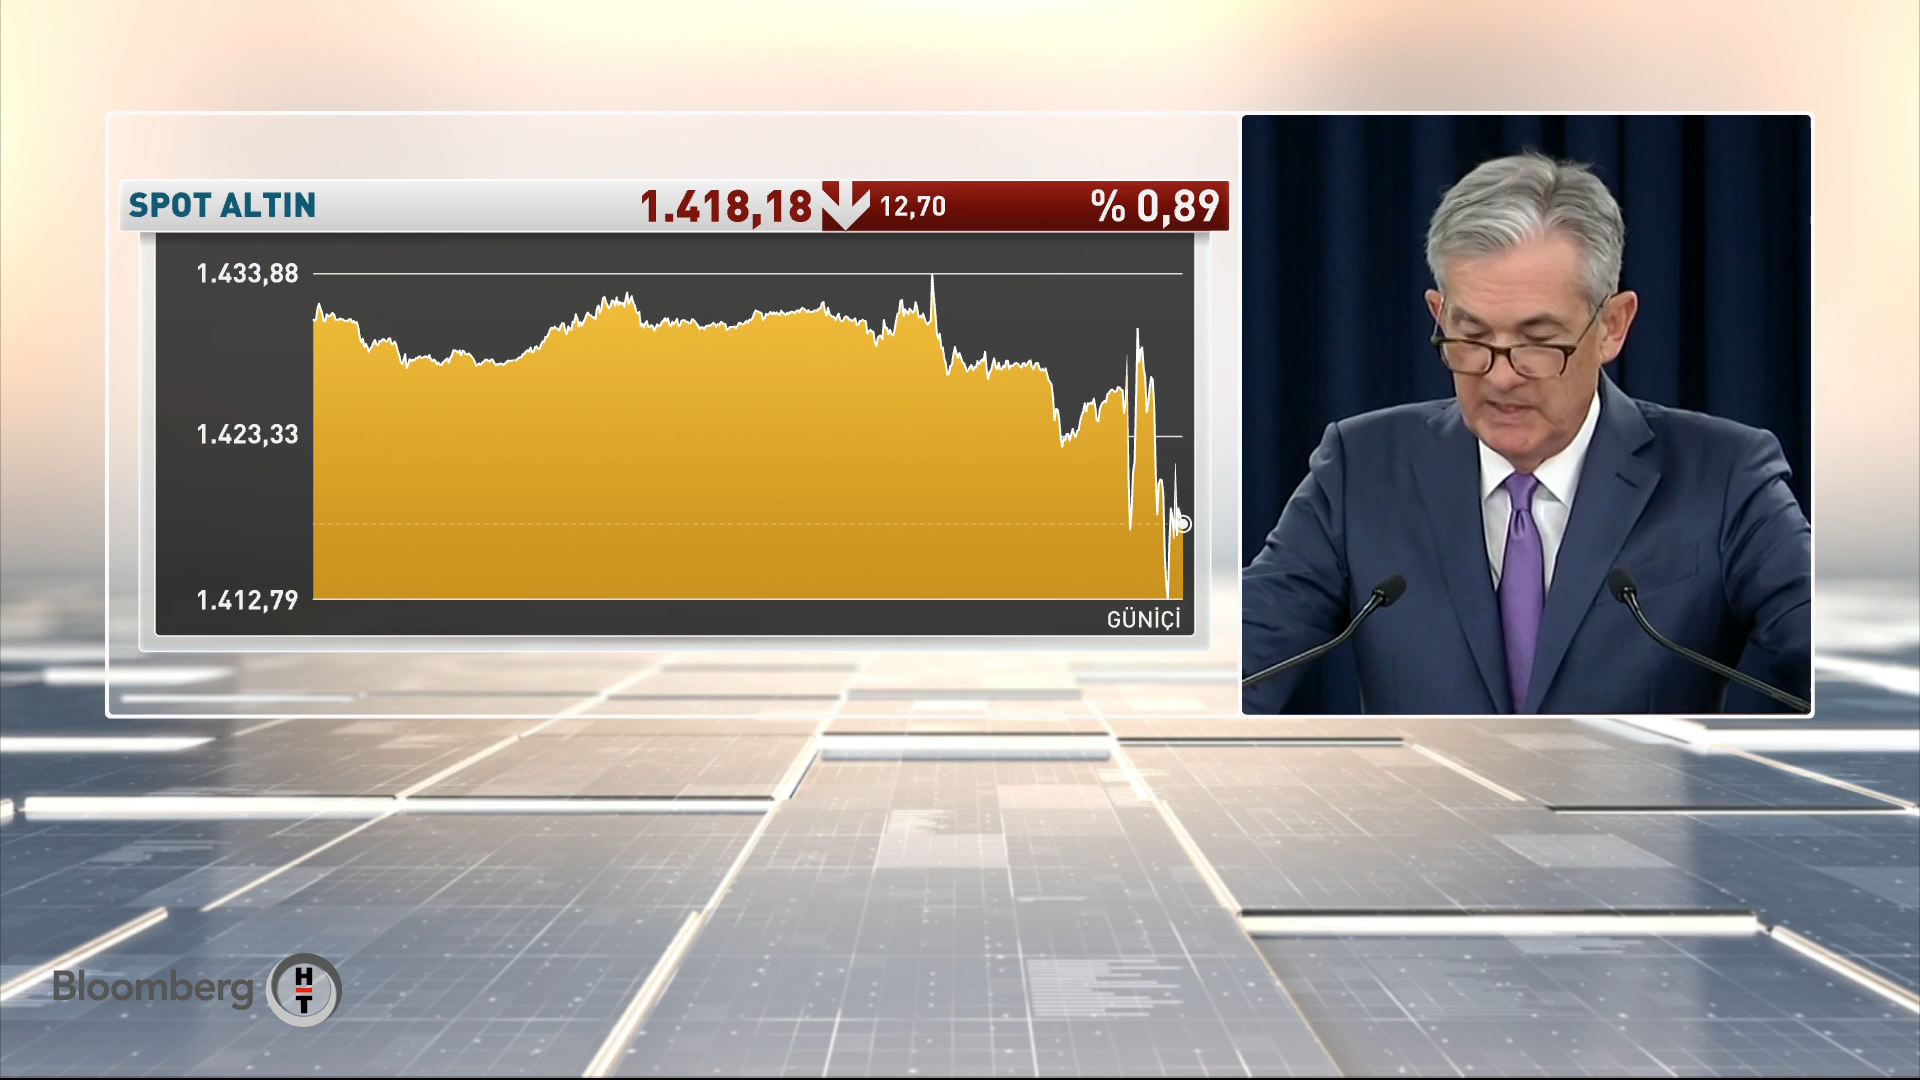 SPOT ALTIN 1.418,18 12,70 % 0,89
1.433,88
1.423,33
1.412,79
GÜNİÇİ
Bloomberg HT